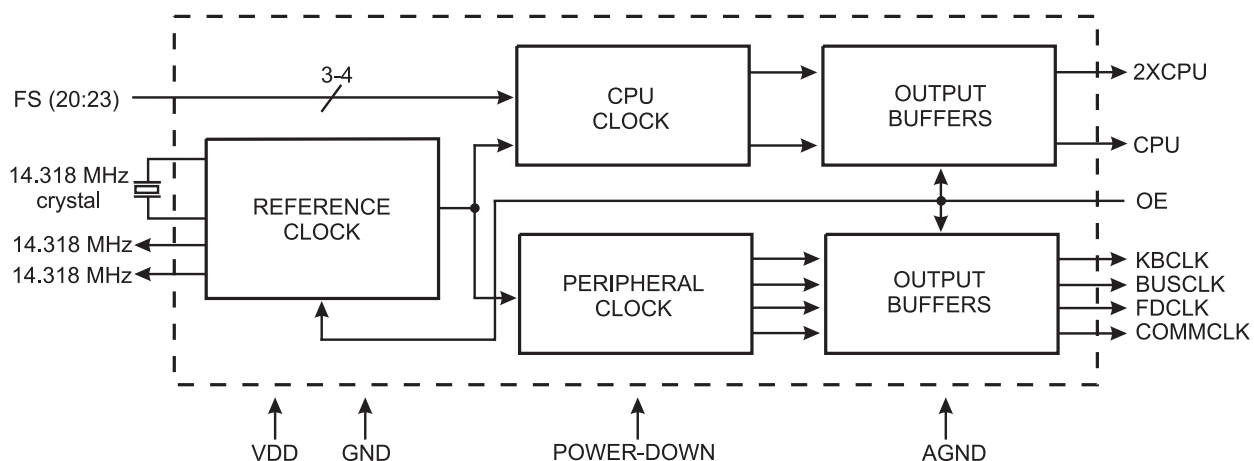 3-4
FS (20:23)
CPU
CLOCK
OUTPUT
BUFFERS
2XCPU
CPU
14.318 MHz
crystal
REFERENCE
CLOCK
OE
14.318 MHz
14.318 MHz
PERIPHERAL
CLOCK
OUTPUT
BUFFERS
KBCLK
BUSCLK
FDCLK
COMMCLK
VDD
GND
POWER-DOWN
AGND